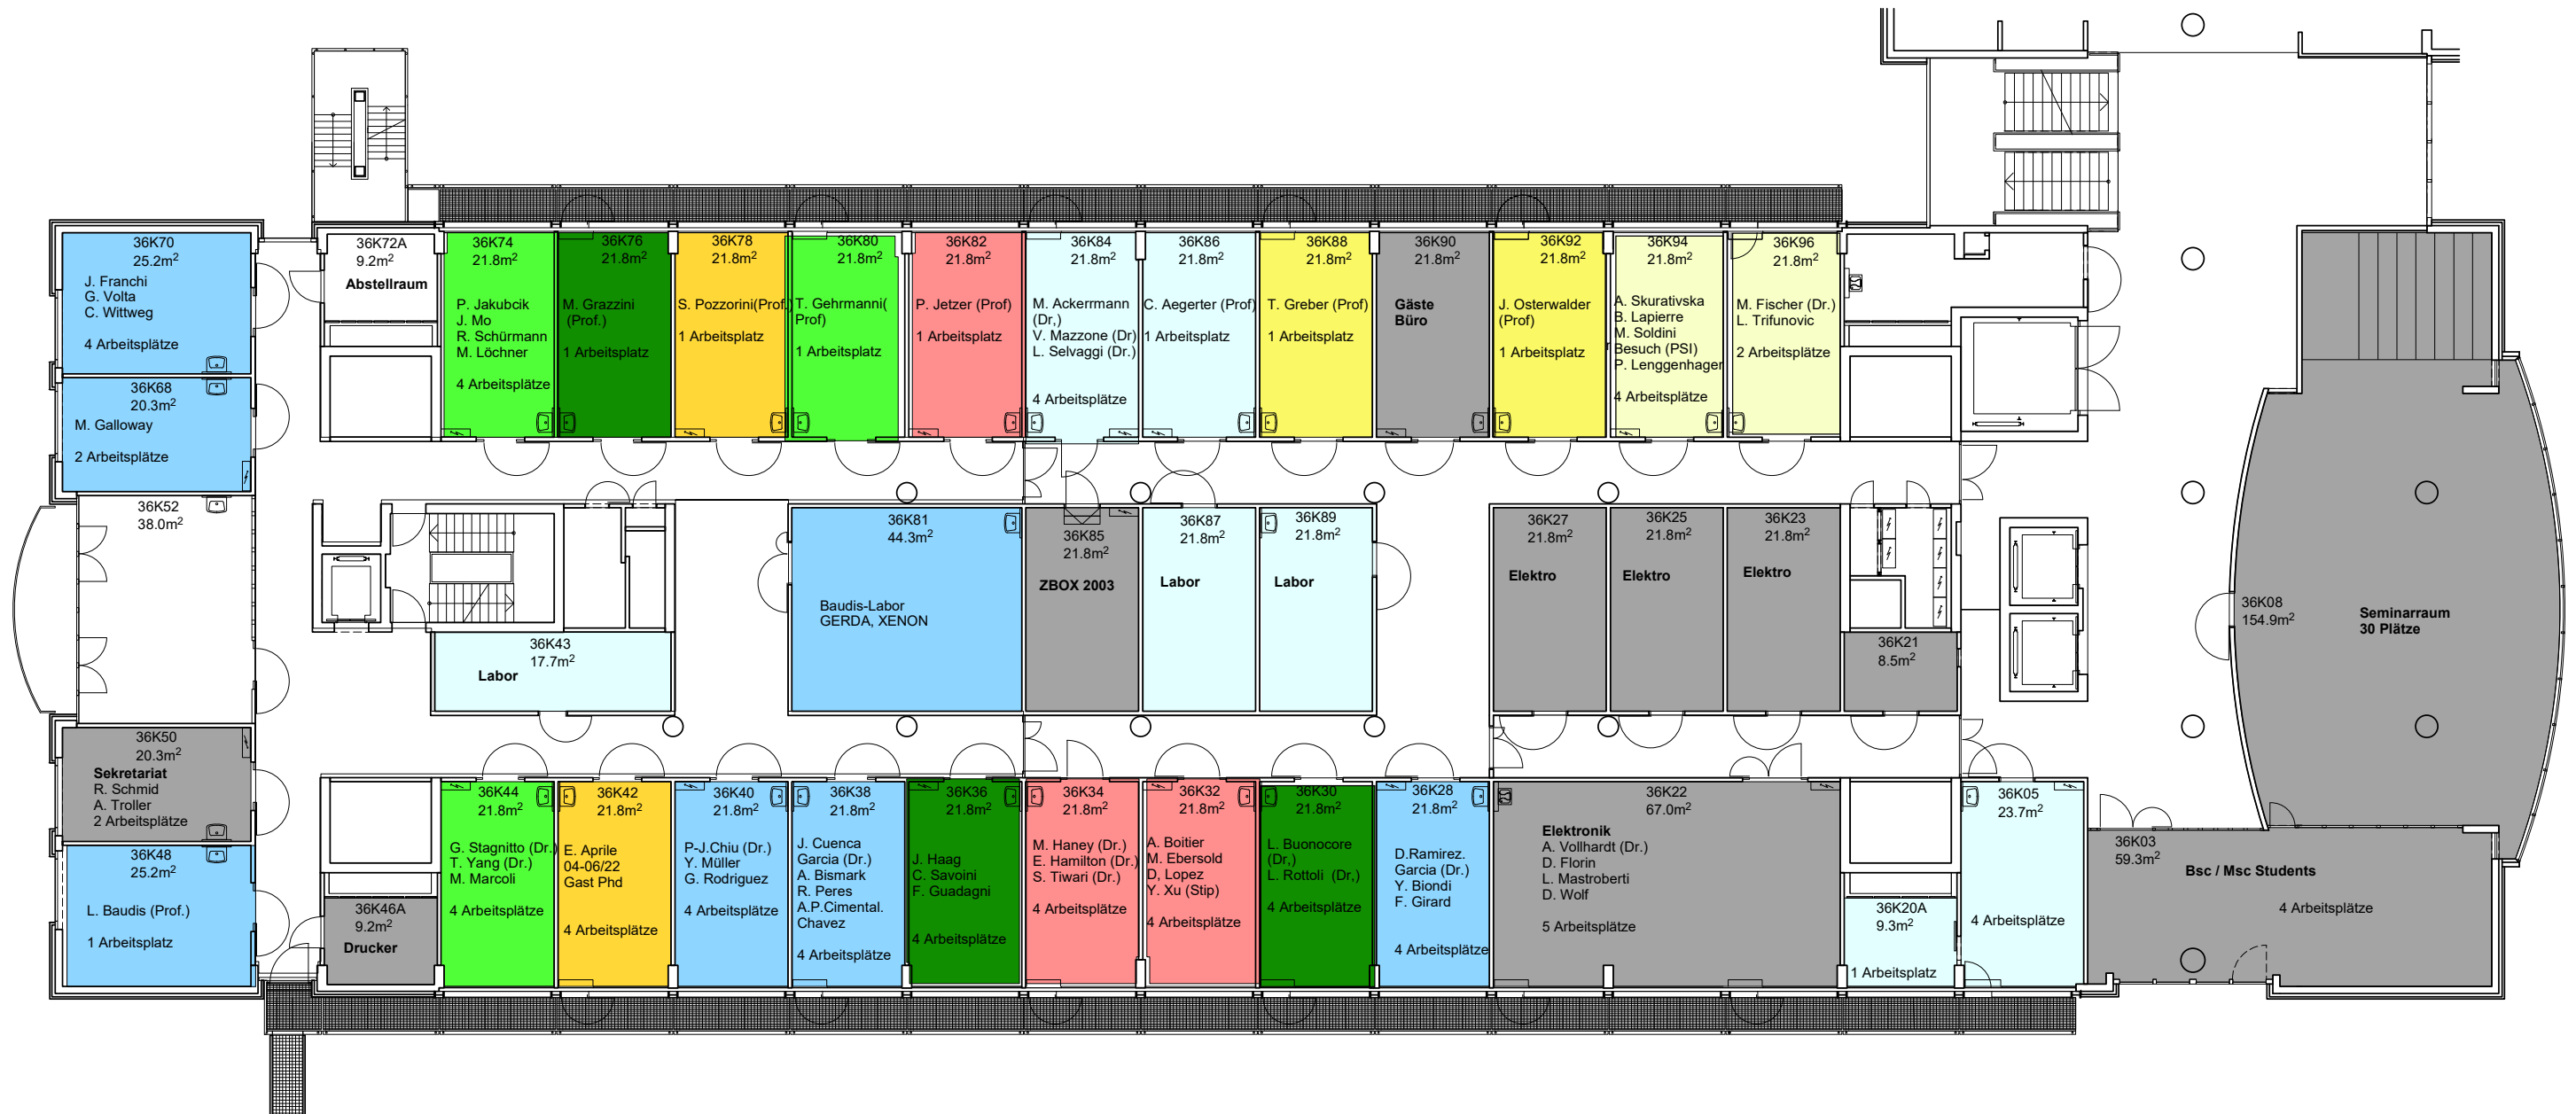 36K70
25.2m²
J. Franchi
G. Volta
C. Wittweg
4 Arbeitsplätze
36K68
20.3m²
M. Galloway
2 Arbeitsplätze
36K52
38.0m²
36K50
20.3m²
Sekretariat
R. Schmid
A. Troller
2 Arbeitsplätze
36K48
25.2m²
L. Baudis (Prof.)
1 Arbeitsplatz
36K72A
9.2m²
Abstellraum
36K74
21.8m²
P. Jakubcik
J. Mo
R. Schürmann
M. Löchner
4 Arbeitsplätze
36K76
21.8m²
M. Grazzini
(Prof.)
1 Arbeitsplatz
36K78
21.8m²
S. Pozzorini(Prof.)
1 Arbeitsplatz
36K80
21.8m²
T. Gehrmanni(
Prof)
1 Arbeitsplatz
36K82
21.8m²
P. Jetzer (Prof)
1 Arbeitsplatz
36K84
21.8m²
M. Ackerrmann
(Dr,)
V. Mazzone (Dr)
L. Selvaggi (Dr.)
4 Arbeitsplätze
36K86
21.8m²
C. Aegerter (Prof)
1 Arbeitsplatz
36K88
21.8m²
T. Greber (Prof)
1 Arbeitsplatz
36K90
21.8m²
Gäste
Büro
36K92
21.8m²
J. Osterwalder
(Prof)
1 Arbeitsplatz
36K94
21.8m²
A. Skurativska
B. Lapierre
M. Soldini
Besuch (PSI)
P. Lenggenhager
4 Arbeitsplätze
36K96
21.8m²
M. Fischer (Dr.)
L. Trifunovic
2 Arbeitsplätze
36K43
17.7m²
Labor
36K81
44.3m²
Baudis-Labor
GERDA, XENON
36K85
21.8m²
ZBOX 2003
36K87
21.8m²
Labor
36K89
21.8m²
Labor
36K27
21.8m²
Elektro
36K25
21.8m²
Elektro
36K23
21.8m²
Elektro
36K21
8.5m²
36K08
154.9m²
Seminarraum
30 Plätze
36K46A
9.2m²
Drucker
36K44
21.8m²
G. Stagnitto (Dr.)
T. Yang (Dr.)
M. Marcoli
4 Arbeitsplätze
36K42
21.8m²
E. Aprile
04-06/22
Gast Phd
4 Arbeitsplätze
36K40
21.8m²
P-J.Chiu (Dr.)
Y. Müller
G. Rodriguez
4 Arbeitsplätze
36K38
21.8m²
J. Cuenca
Garcia (Dr.)
A. Bismark
R. Peres
A.P.Cimental.
Chavez
4 Arbeitsplätze
36K36
21.8m²
J. Haag
C. Savoini
F. Guadagni
4 Arbeitsplätze
36K34
21.8m²
M. Haney (Dr.)
E. Hamilton (Dr.)
S. Tiwari (Dr.)
4 Arbeitsplätze
36K32
21.8m²
A. Boitier
M. Ebersold
D, Lopez
Y. Xu (Stip)
4 Arbeitsplätze
36K30
21.8m²
L. Buonocore
(Dr,)
L. Rottoli (Dr,)
4 Arbeitsplätze
36K28
21.8m²
D.Ramirez.
Garcia (Dr.)
Y. Biondi
F. Girard
4 Arbeitsplätze
36K22
67.0m²
Elektronik
A. Vollhardt (Dr.)
D. Florin
L. Mastroberti
D. Wolf
5 Arbeitsplätze
36K20A
9.3m²
1 Arbeitsplatz
36K05
23.7m²
4 Arbeitsplätze
36K03
59.3m²
Bsc / Msc Students
4 Arbeitsplätze